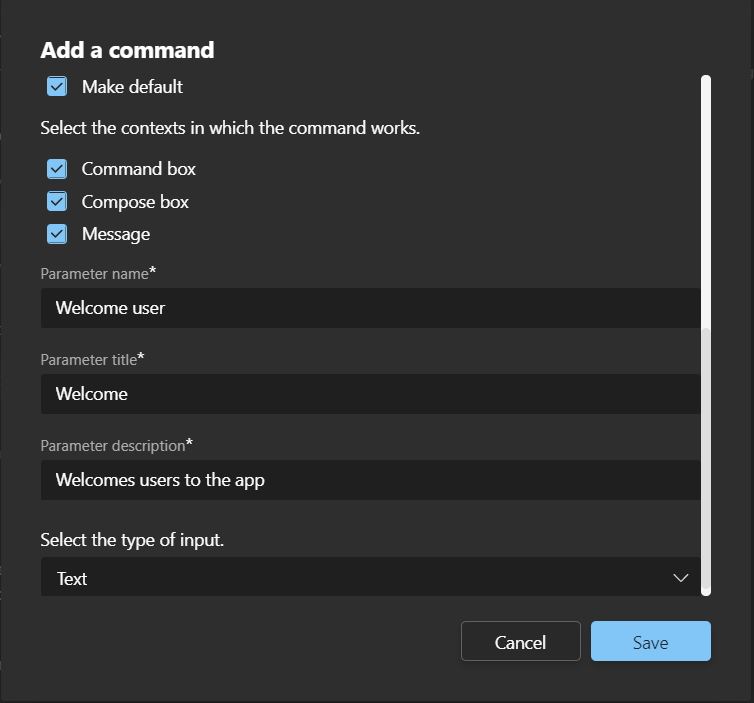 Add a command
Make default
Select the contexts in which the command works.
Command box
Compose box
Message
Parameter name*
Welcome user
Parameter title*
Welcome
Parameter description*
Welcomes users to the app
Select the type of input.
Text
Cancel
Save